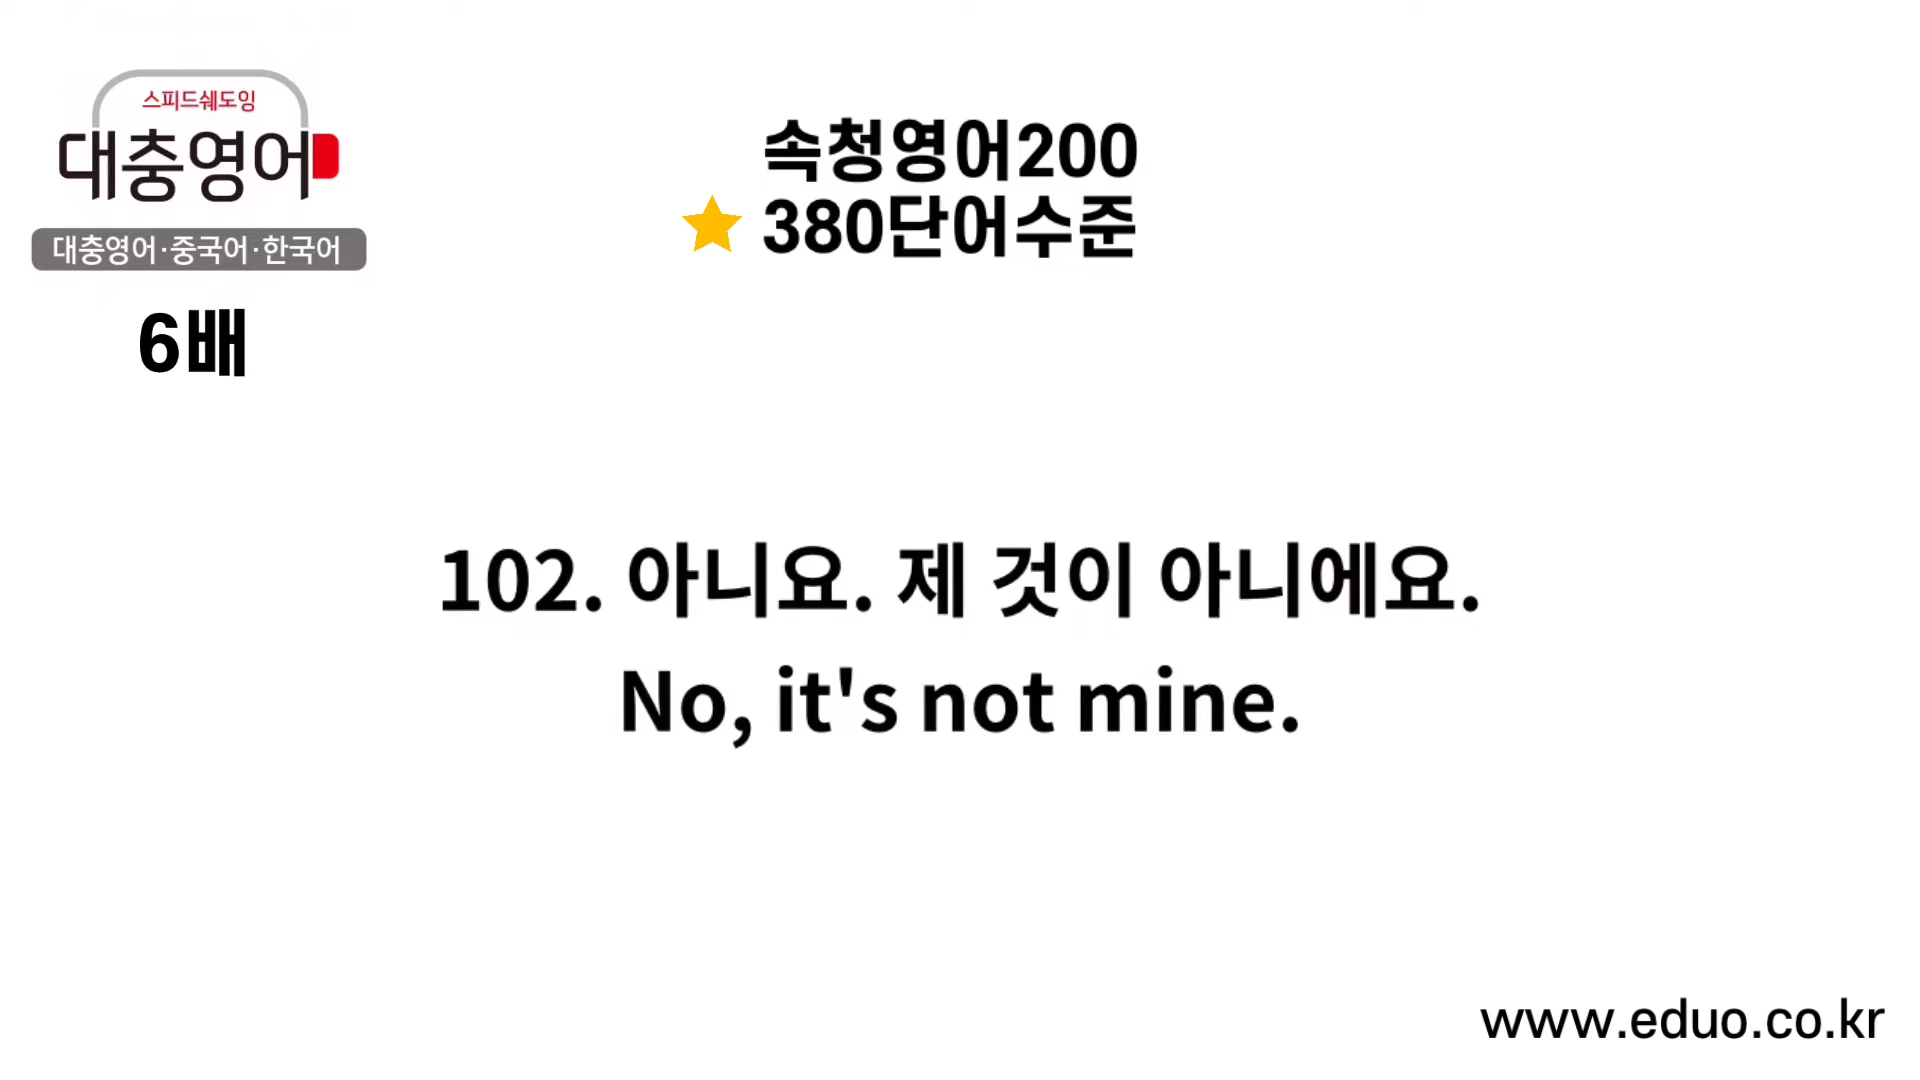 스피드쉐도잉
대충영어
대충영어·중국어·한국어
6배
속청영어200
380단어수준
102. 아니요. 제 것이 아니에요.
No, it's not mine.
www.eduo.co.kr